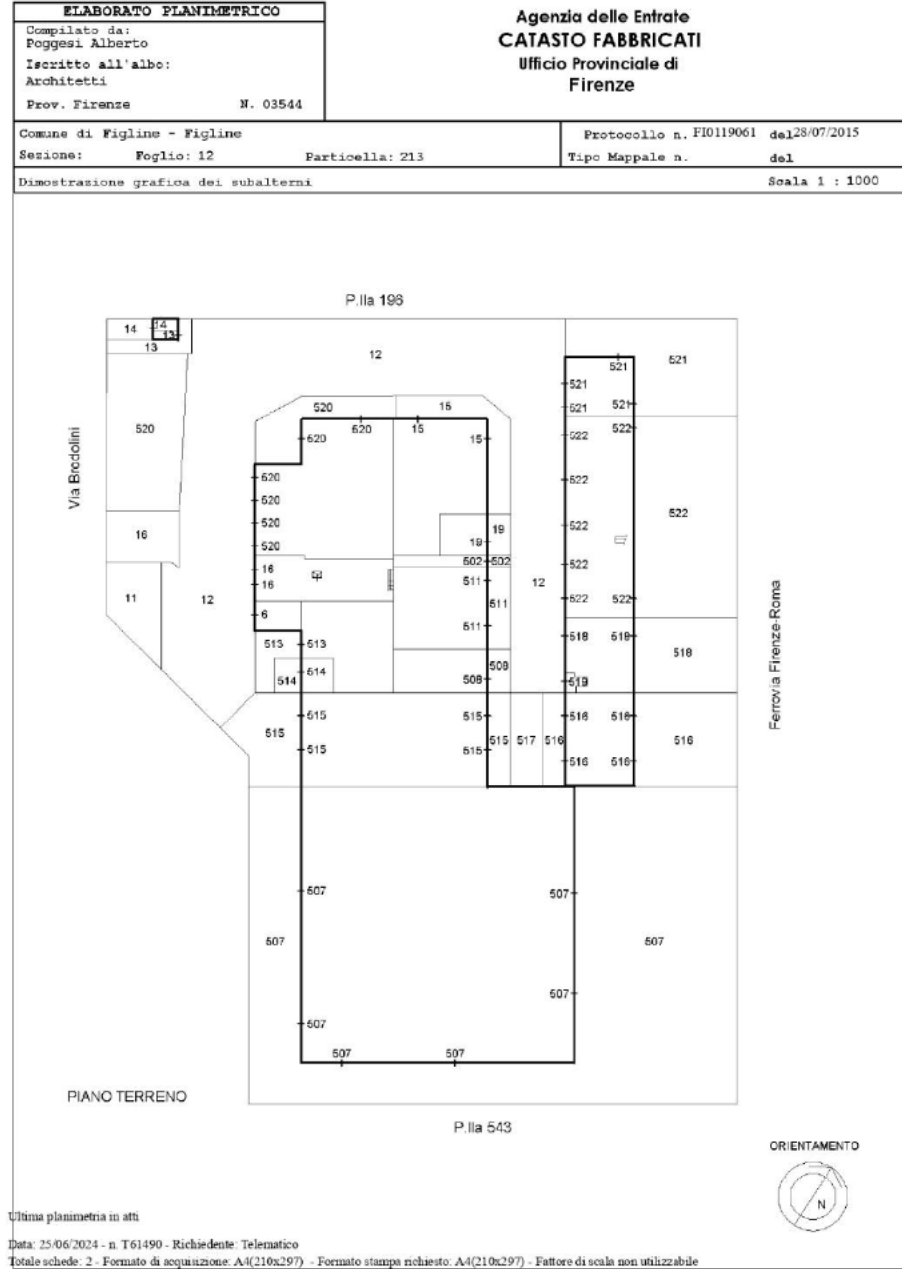 ELABORATO PLANIMETRICO
Compilato da:
Poggesi Alberto
Iscritto all'albo:
Architetti
Prov. Firenze N. 03544
Agenzia delle Entrate
CATASTO FABBRICATI
Ufficio Provinciale di
Firenze
Comune di Figline - Figline
Protocollo n. FI0119061 del 28/07/2015
Sezione: Foglio: 12 Particella: 213
Tipo Mappale n. del
Dimostrazione grafica dei subalterni
Scala 1 : 1000
P.lla 196
14 14
13
13
12
521
521
520 15
521
521
520 520 15 15
522 522
520
Via Brodolini
520
522
520
522
520
19
522
16
520
19
502 502
16
522
16
511
11 12
12
522 522
511
6
511
Ferrovia Firenze-Roma
513 513
518 518
518
514
514
508
508
519
515
515
515
515 517 516
516 516
516
515
515
516 516
507
507
507
507
507
507
507
507 507
PIANO TERRENO
P.lla 543
ORIENTAMENTO
N
Ultima planimetria in atti
Data: 25/06/2024 - n. T61490 - Richiedente: Telematico
Totale schede: 2 - Formato di acquisizione: A4(210x297) - Formato stampa richiesto: A4(210x297) - Fattore di scala non utilizzabile